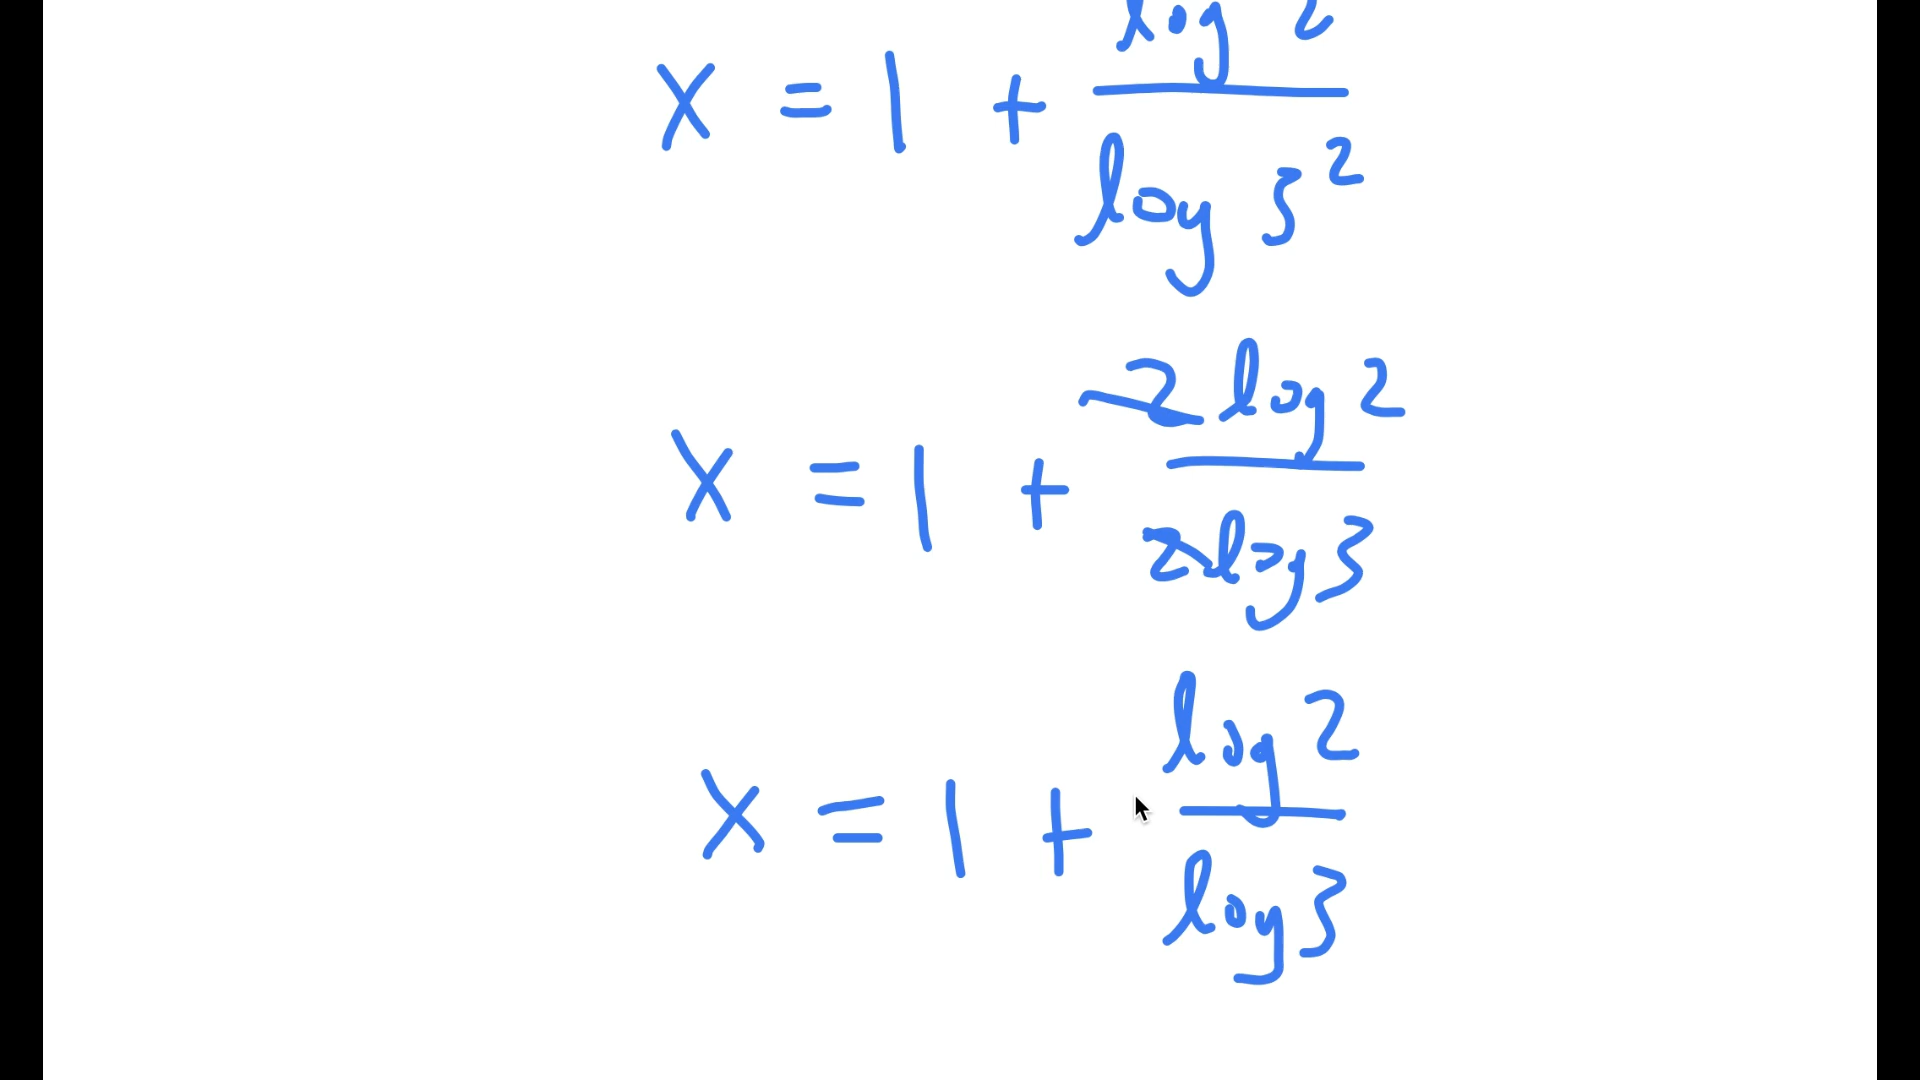 x = 1 + log 2 / log 3²
x = 1 + 2 log 2 / 2 log 3
x = 1 + log 2 / log 3